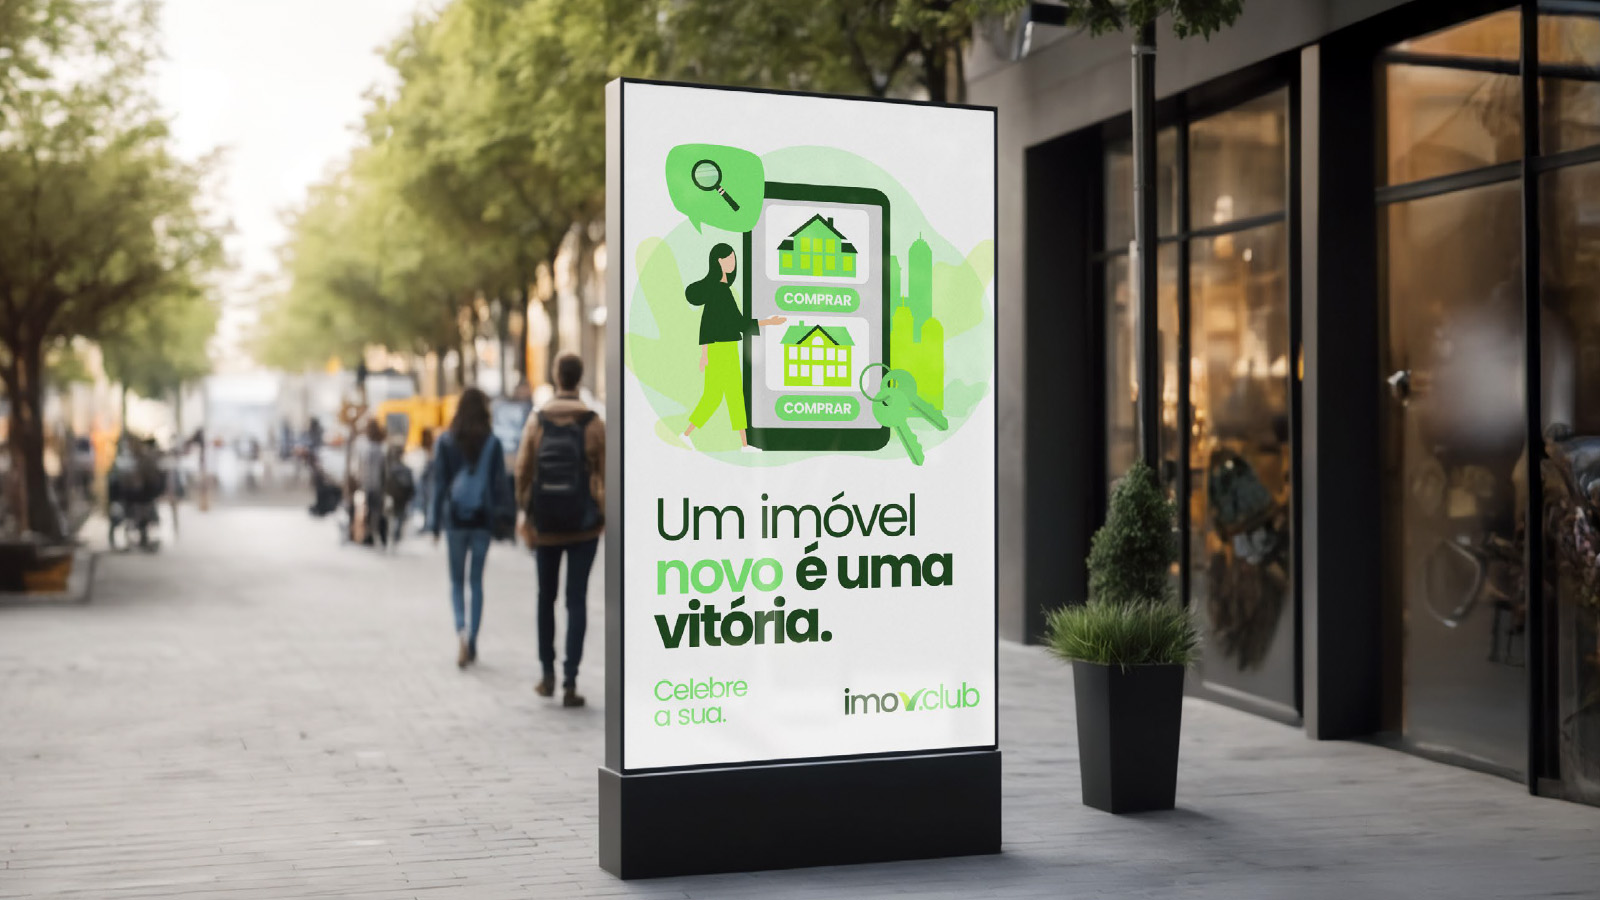 COMPRAR
COMPRAR
Um imóvel
novo é uma
vitória.
Celebre
a sua.
imov.club